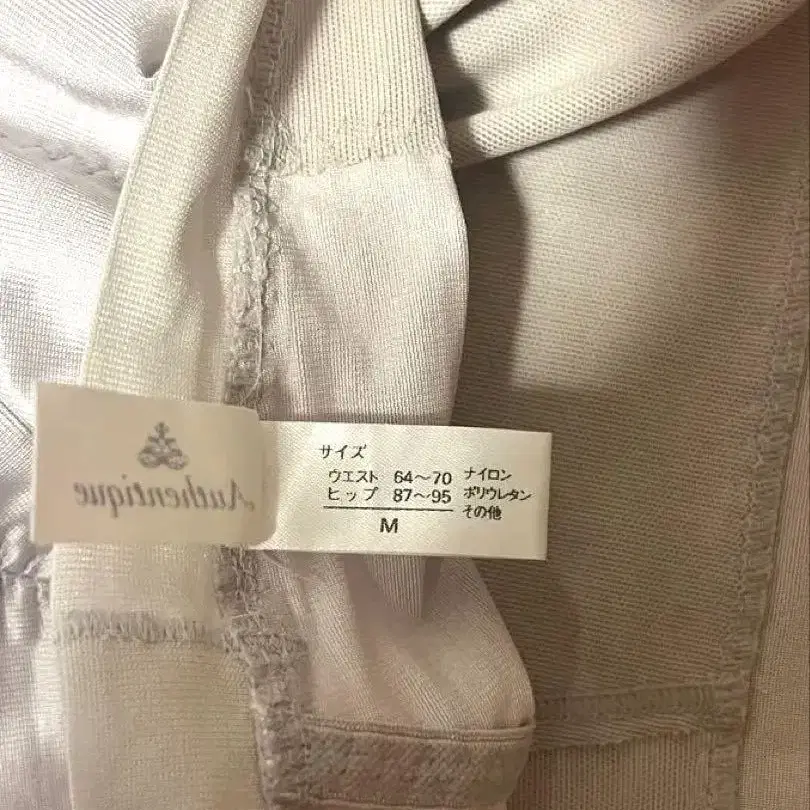 Authentique
サイズ
ウエスト 64〜70
ヒップ 87〜95
M
ナイロン
ポリウレタン
その他